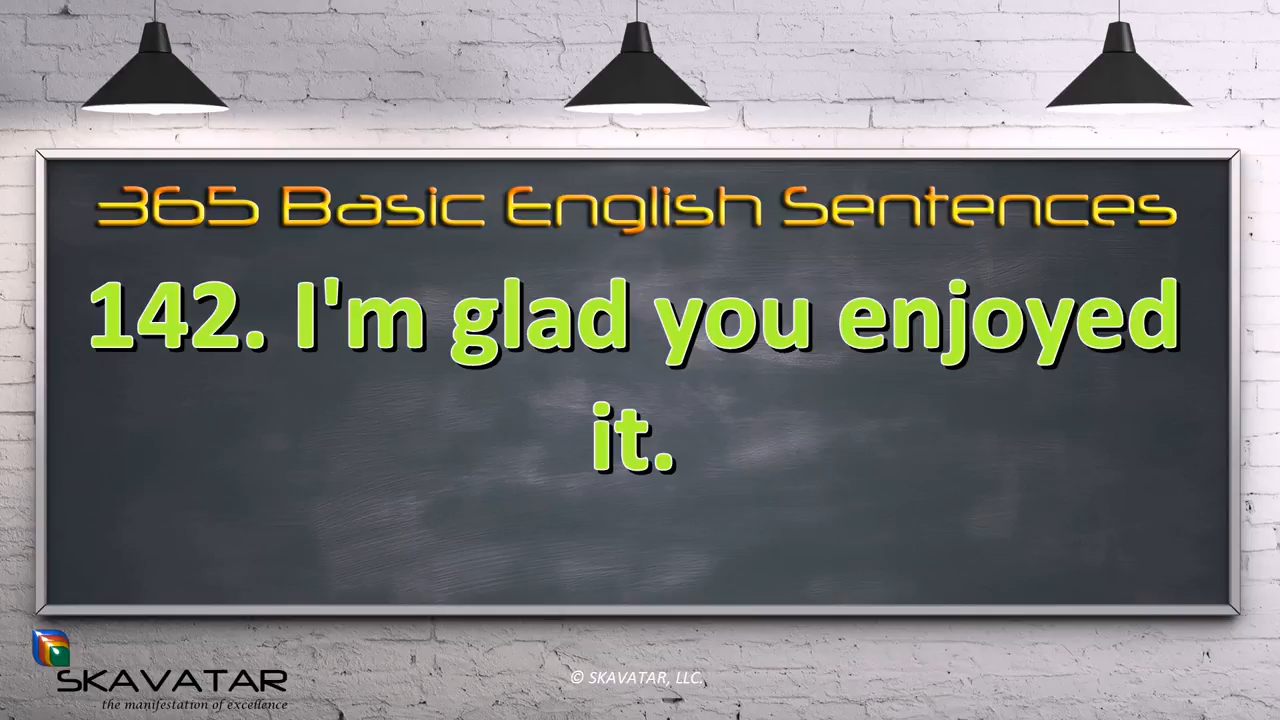 365 Basic English Sentences
142. I'm glad you enjoyed
it.
SKAVATAR
the manifestation of excellence
© SKAVATAR, LLC.